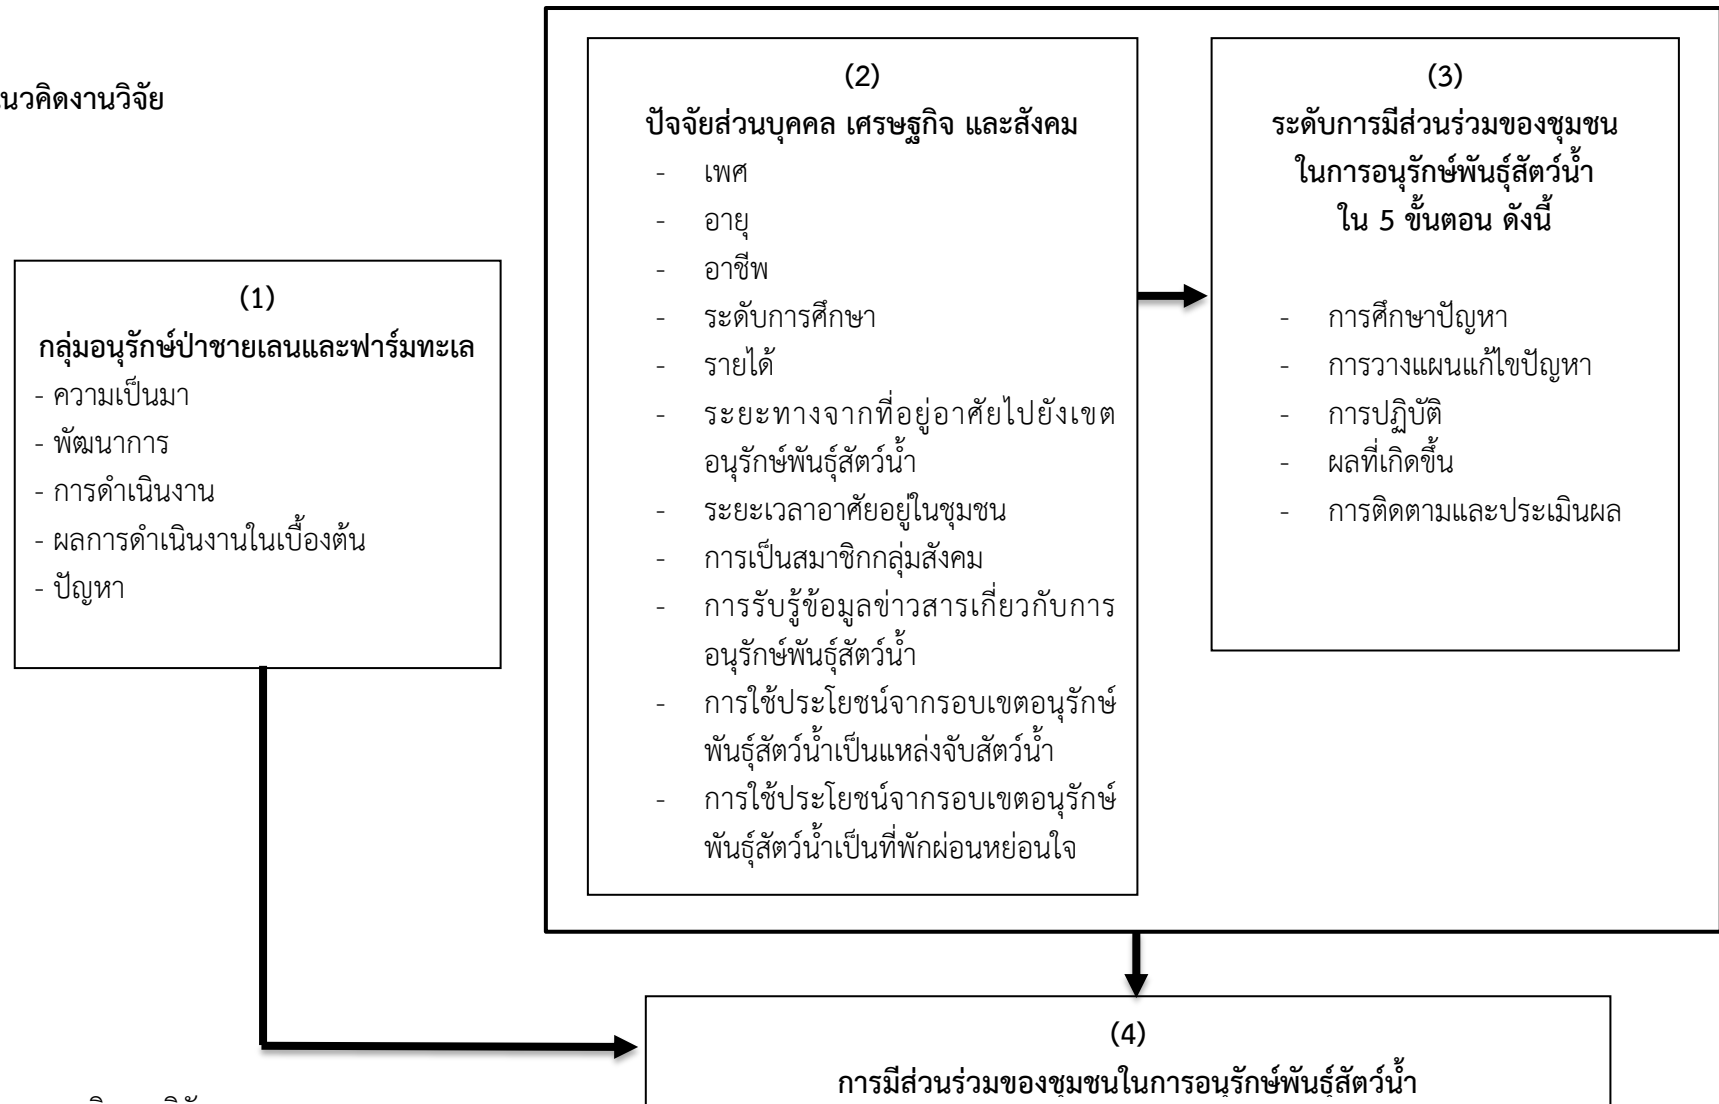 นวคิดงานวิจัย
(1)
กลุ่มอนุรักษ์ป่าชายเลนและฟาร์มทะเล
- ความเป็นมา
- พัฒนาการ
- การดำเนินงาน
- ผลการดำเนินงานในเบื้องต้น
- ปัญหา
(2)
ปัจจัยส่วนบุคคล เศรษฐกิจ และสังคม
- เพศ
- อายุ
- อาชีพ
- ระดับการศึกษา
- รายได้
- ระยะทางจากที่อยู่อาศัยไปยังเขต
อนุรักษ์พันธุ์สัตว์น้ำ
- ระยะเวลาอาศัยอยู่ในชุมชน
- การเป็นสมาชิกกลุ่มสังคม
- การรับรู้ข้อมูลข่าวสารเกี่ยวกับการ
อนุรักษ์พันธุ์สัตว์น้ำ
- การใช้ประโยชน์จากรอบเขตอนุรักษ์
พันธุ์สัตว์น้ำเป็นแหล่งจับสัตว์น้ำ
- การใช้ประโยชน์จากรอบเขตอนุรักษ์
พันธุ์สัตว์น้ำเป็นที่พักผ่อนหย่อนใจ
(3)
ระดับการมีส่วนร่วมของชุมชน
ในการอนุรักษ์พันธุ์สัตว์น้ำ
ใน 5 ขั้นตอน ดังนี้
- การศึกษาปัญหา
- การวางแผนแก้ไขปัญหา
- การปฏิบัติ
- ผลที่เกิดขึ้น
- การติดตามและประเมินผล
(4)
การมีส่วนร่วมของชุมชนในการอนุรักษ์พันธุ์สัตว์น้ำ